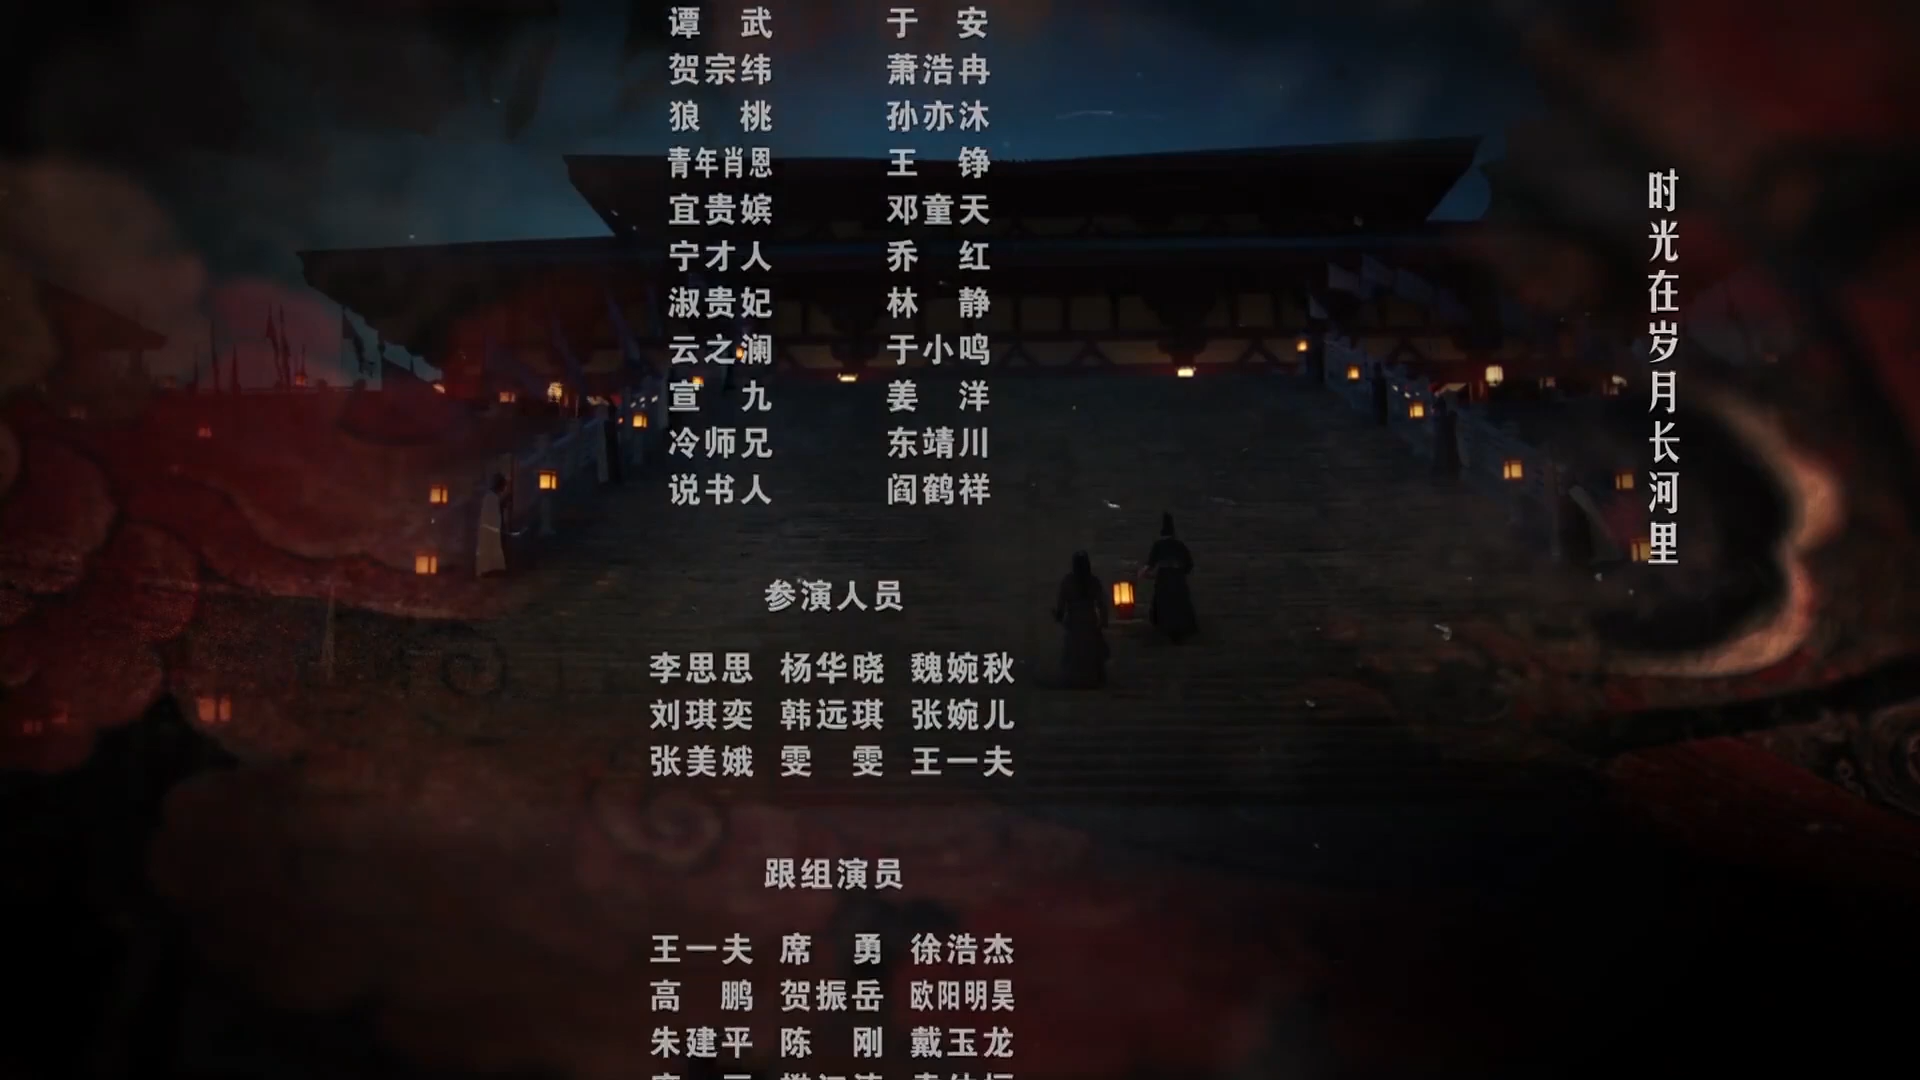 谭武 于安
贺宗纬 萧浩冉
狼桃 孙亦沐
青年肖恩 王铮
宜贵嫔 邓童天
宁才人 乔红
淑贵妃 林静
云之澜 于小鸣
宣九 姜洋
冷师兄 东靖川
说书人 阎鹤祥
参演人员
李思思 杨华晓 魏婉秋
刘琪奕 韩远琪 张婉儿
张美娥 雯雯 王一夫
跟组演员
王一夫 席勇 徐浩杰
高鹏 贺振岳 欧阳明昊
朱建平 陈刚 戴玉龙
时光在岁月长河里